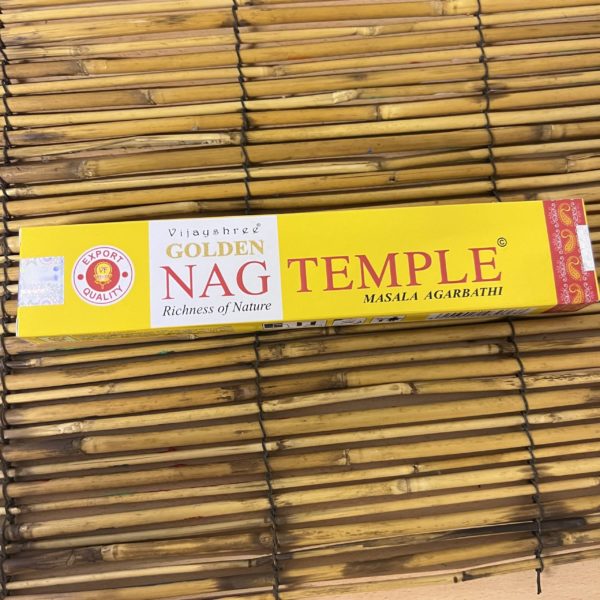 EXPORT
QUALITY
Vijayshree®
GOLDEN
NAG
Richness of Nature
TEMPLE©
MASALA AGARBATHI